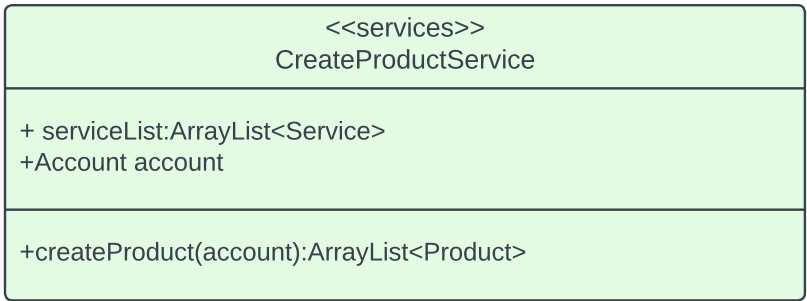 <<services>>
CreateProductService
+ serviceList:ArrayList<Service>
+Account account
+createProduct(account):ArrayList<Product>